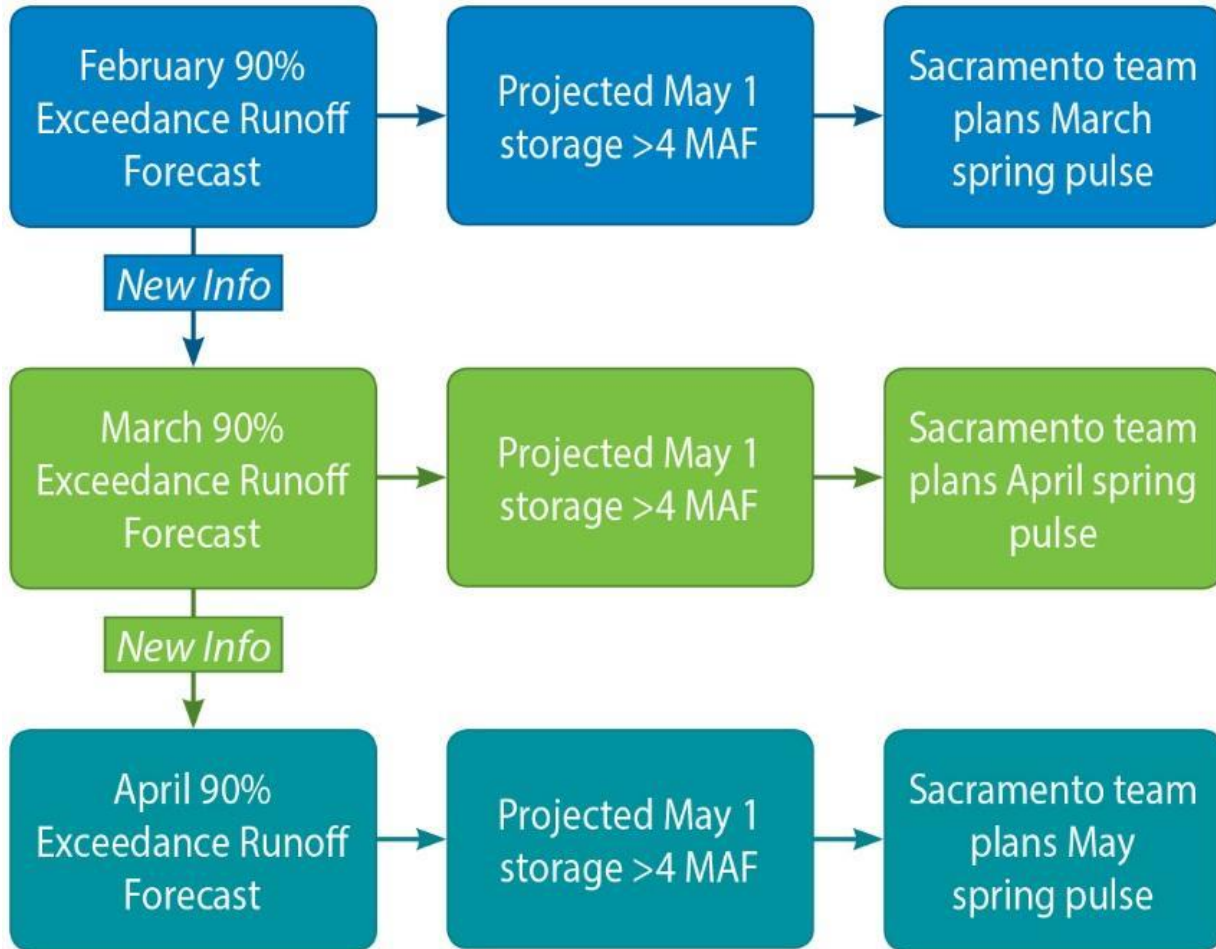 February 90%
Exceedance Runoff
Forecast
Projected May 1
storage >4 MAF
Sacramento team
plans March
spring pulse
New Info
March 90%
Exceedance Runoff
Forecast
Projected May 1
storage >4 MAF
Sacramento team
plans April spring
pulse
New Info
April 90%
Exceedance Runoff
Forecast
Projected May 1
storage >4 MAF
Sacramento team
plans May
spring pulse